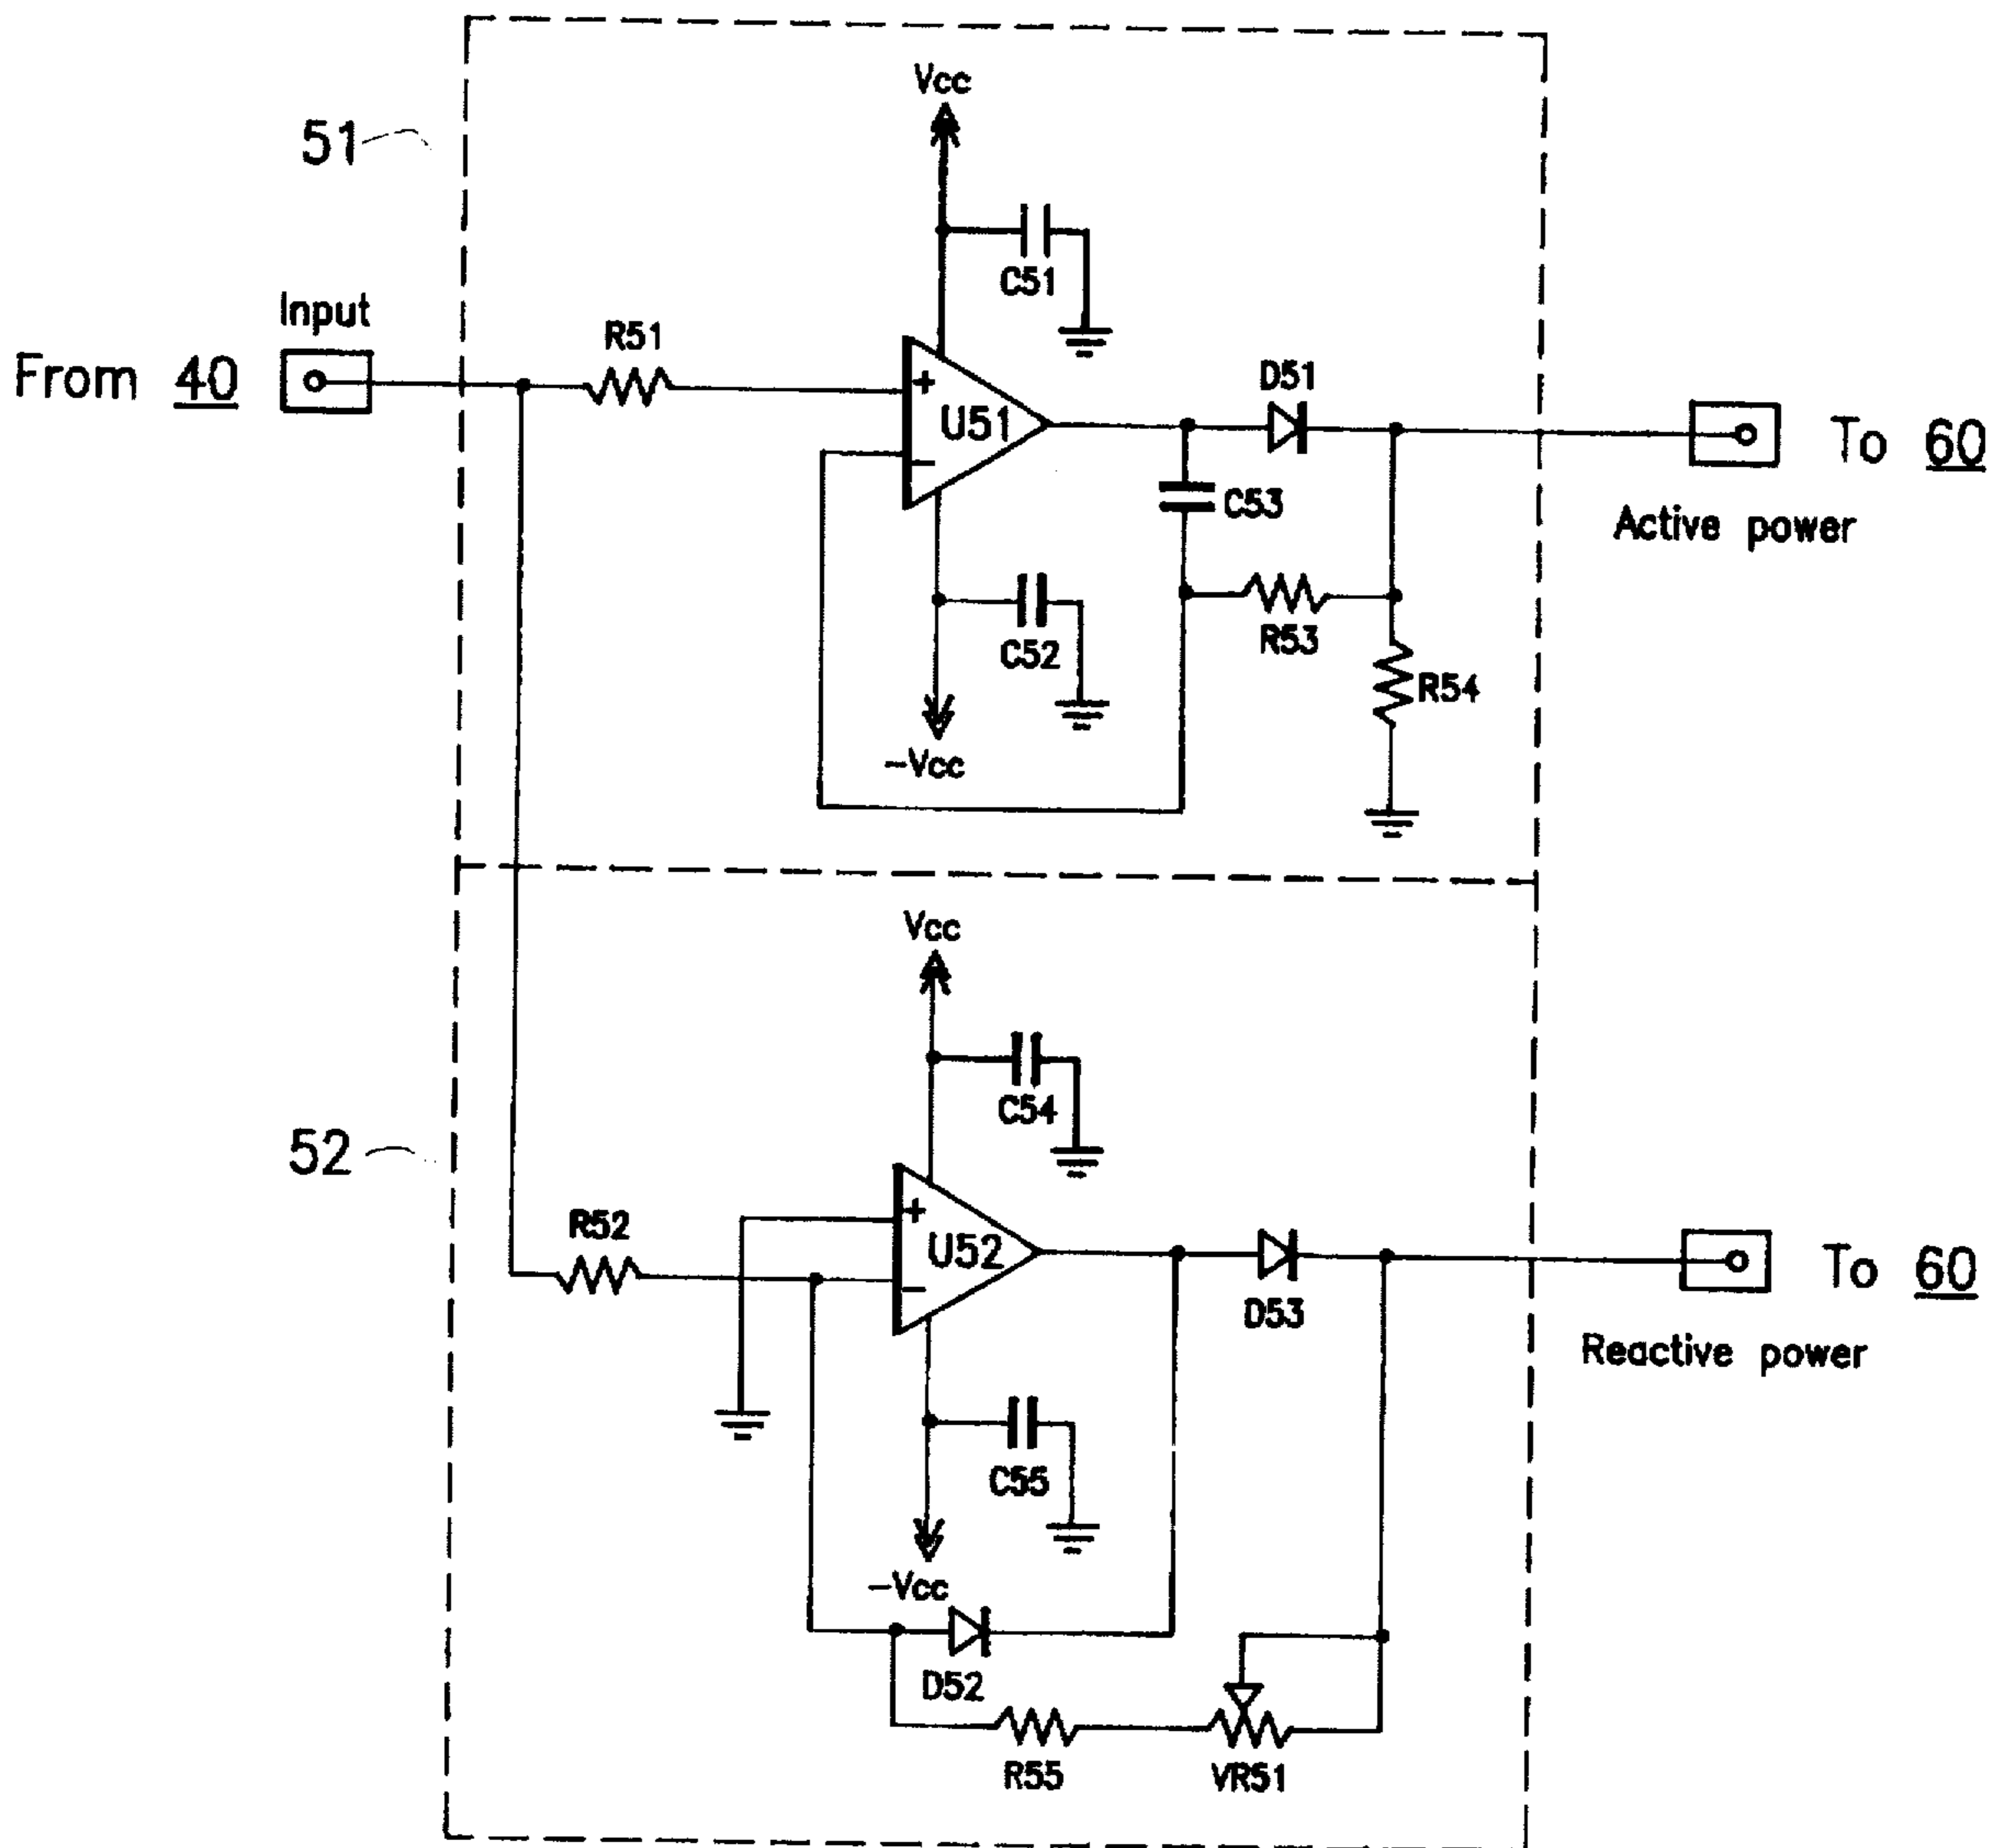 Vcc
51
C51
Input
R51
From 40
+
U51
−
D51
To 60
C53
Active power
C52
R53
R54
−Vcc
Vcc
C54
52
R52
+
U52
−
D53
To 60
Reactive power
C55
−Vcc
D52
R55
VR51